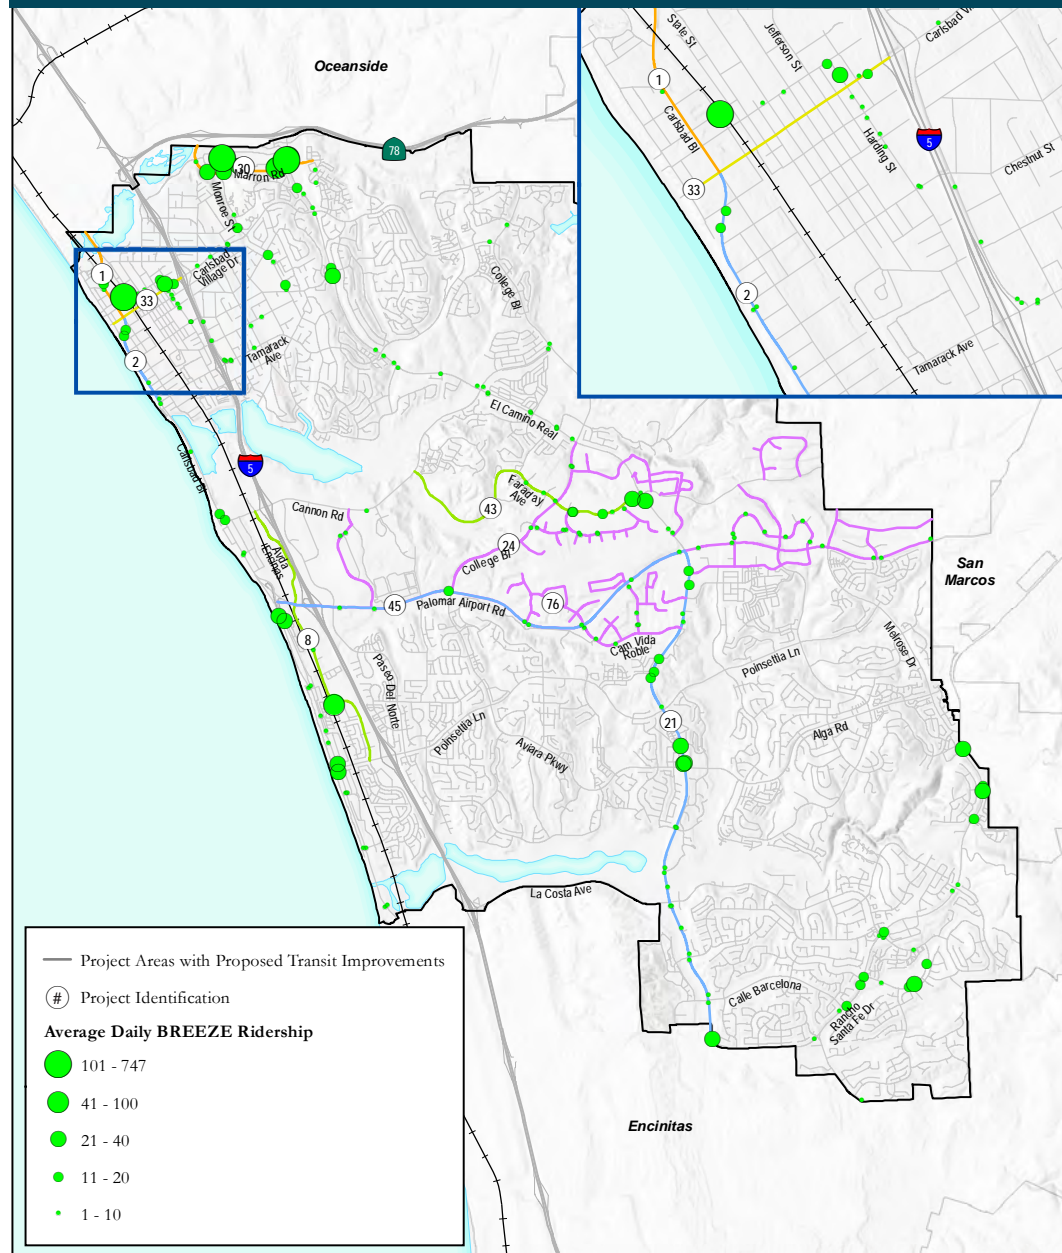 Oceanside
78
30
Marron Rd
Monroe St
1
Carlsbad
Village Dr
33
2
Tamarack
Ave
State St
Jefferson St
1
Carlsbad Bl
Harding St
5
Chestnut St
33
2
Tamarack Ave
College Bl
El Camino Real
Carlsbad Bl
5
Cannon Rd
43
Faraday
Ave
24
College Bl
Avda
Encinas
45
Palomar Airport Rd
76
San
Marcos
8
Cam Vida
Roble
Poinsettia Ln
Melrose Dr
Paseo Del Norte
Poinsettia Ln
21
Alga Rd
Aviara Pkwy
La Costa Ave
Calle Barcelona
Rancho
Santa Fe Dr
Encinitas
Project Areas with Proposed Transit Improvements
# Project Identification
Average Daily BREEZE Ridership
101 - 747
41 - 100
21 - 40
11 - 20
1 - 10